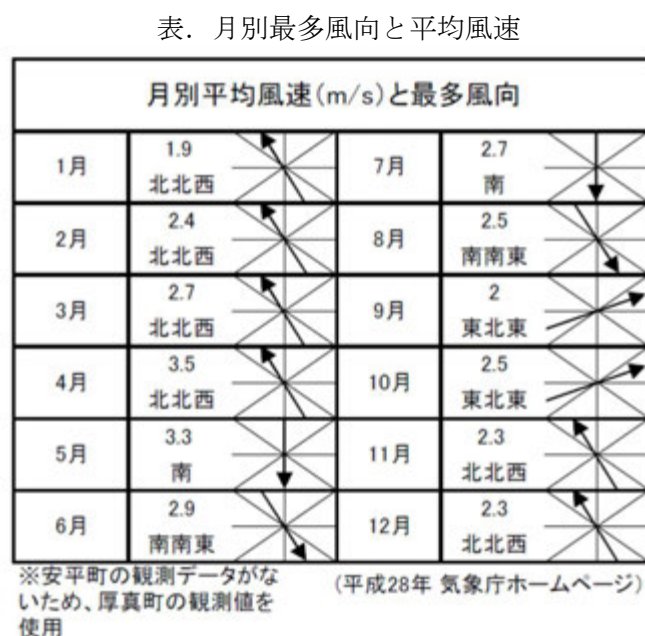 表．月別最多風向と平均風速
月別平均風速(m/s)と最多風向
1月
1.9
北北西
7月
2.7
南
2月
2.4
北北西
8月
2.5
南南東
3月
2.7
北北西
9月
2
東北東
4月
3.5
北北西
10月
2.5
東北東
5月
3.3
南
11月
2.3
北北西
6月
2.9
南南東
12月
2.3
北北西
※安平町の観測データがな
いため、厚真町の観測値を
使用
(平成28年 気象庁ホームページ)